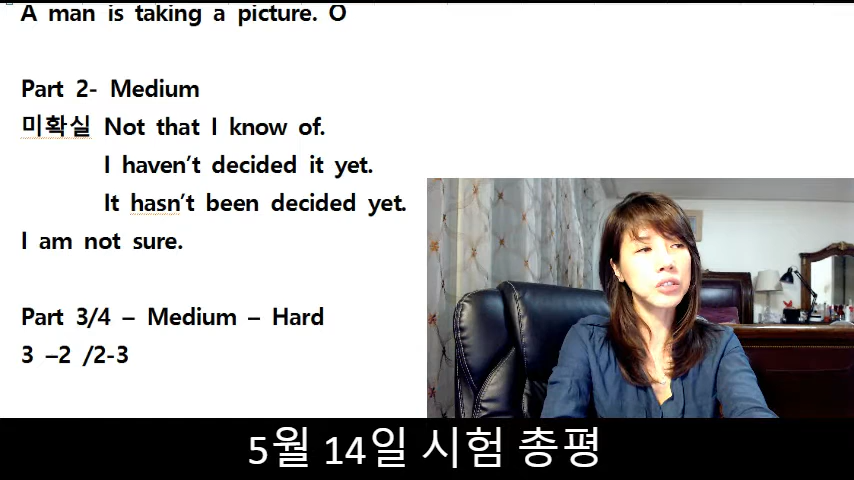 A man is taking a picture. O
Part 2- Medium
미확실 Not that I know of.
I haven't decided it yet.
It hasn't been decided yet.
I am not sure.
Part 3/4 – Medium – Hard
3 –2 /2-3
5월 14일 시험 총평